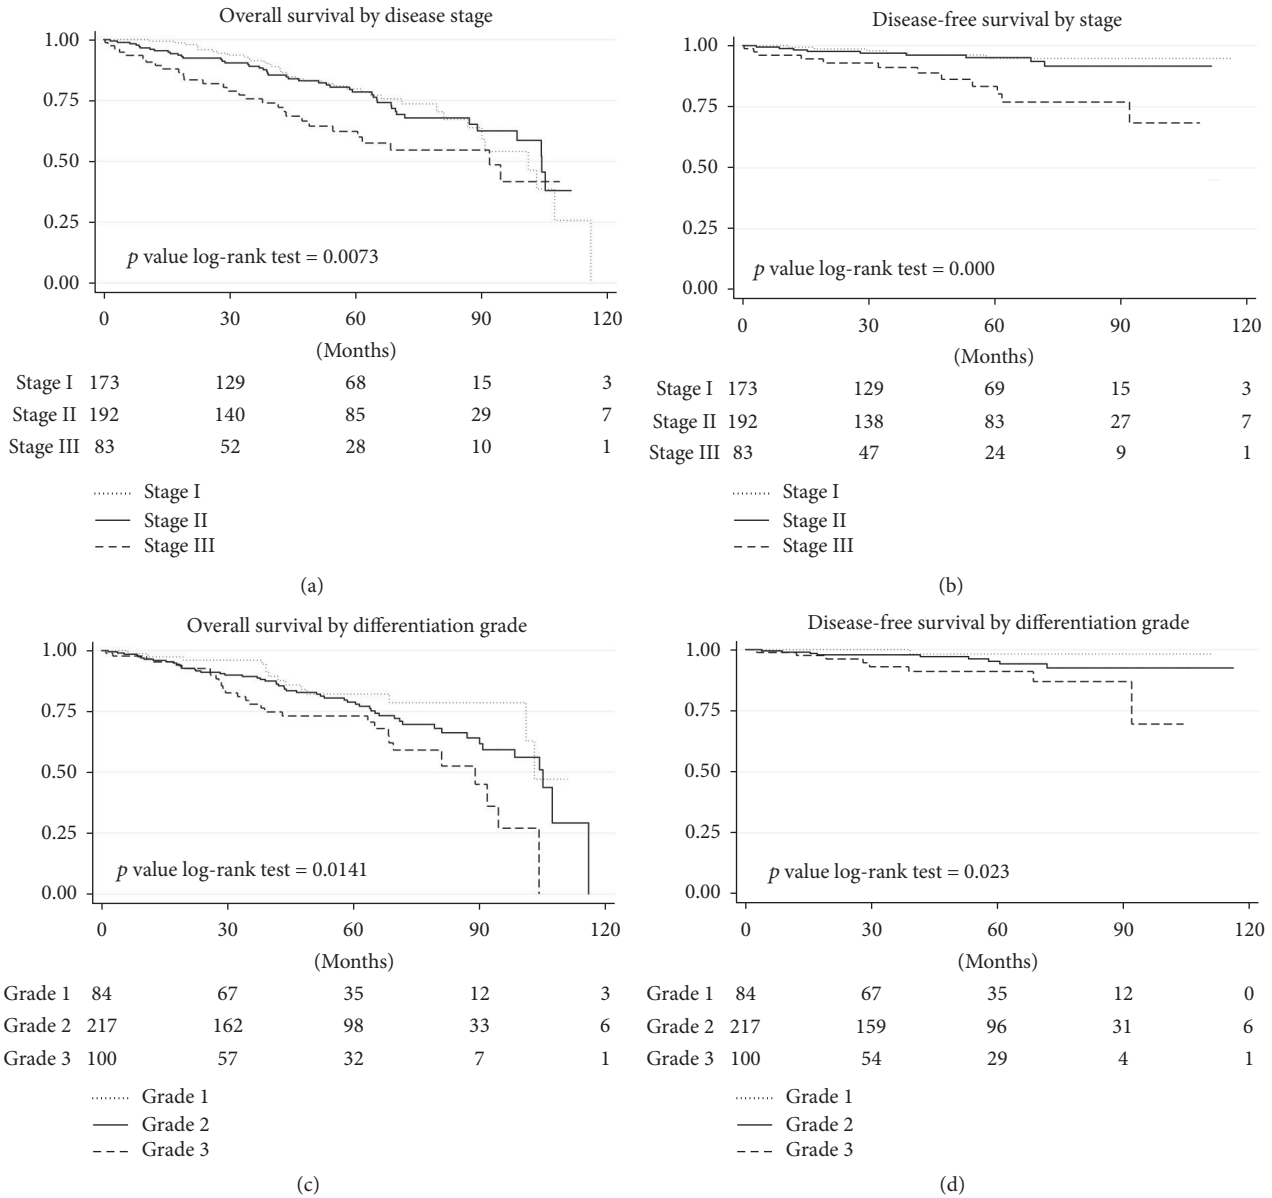 Overall survival by disease stage
1.00
0.75
0.50
0.25
0.00
p value log-rank test = 0.0073
0 30 60 90 120
(Months)
Stage I 173 129 68 15 3
Stage II 192 140 85 29 7
Stage III 83 52 28 10 1
Stage I
Stage II
Stage III
(a)
Disease-free survival by stage
1.00
0.75
0.50
0.25
0.00
p value log-rank test = 0.000
0 30 60 90 120
(Months)
Stage I 173 129 69 15 3
Stage II 192 138 83 27 7
Stage III 83 47 24 9 1
Stage I
Stage II
Stage III
(b)
Overall survival by differentiation grade
1.00
0.75
0.50
0.25
0.00
p value log-rank test = 0.0141
0 30 60 90 120
(Months)
Grade 1 84 67 35 12 3
Grade 2 217 162 98 33 6
Grade 3 100 57 32 7 1
Grade 1
Grade 2
Grade 3
(c)
Disease-free survival by differentiation grade
1.00
0.75
0.50
0.25
0.00
p value log-rank test = 0.023
0 30 60 90 120
(Months)
Grade 1 84 67 35 12 0
Grade 2 217 159 96 31 6
Grade 3 100 54 29 4 1
Grade 1
Grade 2
Grade 3
(d)